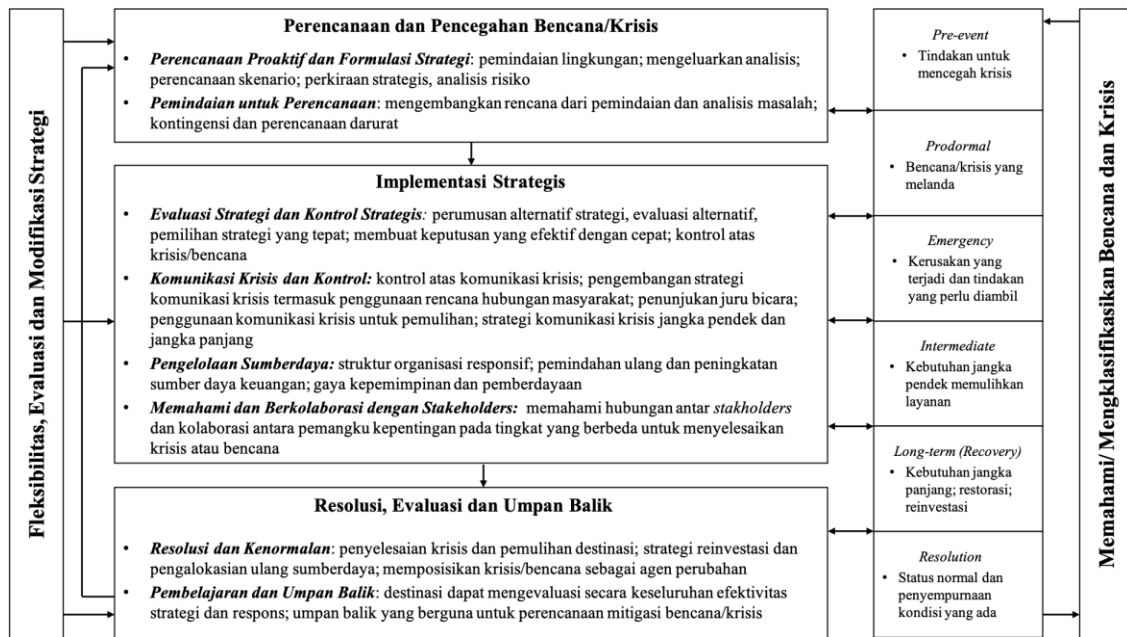 Fleksibilitas, Evaluasi dan Modifikasi Strategi
Perencanaan dan Pencegahan Bencana/Krisis
• Perencanaan Proaktif dan Formulasi Strategi: pemindaian lingkungan; mengeluarkan analisis;
perencanaan skenario; perkiraan strategis, analisis risiko
• Pemindaian untuk Perencanaan: mengembangkan rencana dari pemindaian dan analisis masalah;
kontingensi dan perencanaan darurat
Implementasi Strategis
• Evaluasi Strategi dan Kontrol Strategis: perumusan alternatif strategi, evaluasi alternatif,
pemilihan strategi yang tepat; membuat keputusan yang efektif dengan cepat; kontrol atas
krisis/bencana
• Komunikasi Krisis dan Kontrol: kontrol atas komunikasi krisis; pengembangan strategi
komunikasi krisis termasuk penggunaan rencana hubungan masyarakat; penunjukan juru bicara;
penggunaan komunikasi krisis untuk pemulihan; strategi komunikasi krisis jangka pendek dan
jangka panjang
• Pengelolaan Sumberdaya: struktur organisasi responsif; pemindahan ulang dan peningkatan
sumber daya keuangan; gaya kepemimpinan dan pemberdayaan
• Memahami dan Berkolaborasi dengan Stakeholders: memahami hubungan antar stakholders
dan kolaborasi antara pemangku kepentingan pada tingkat yang berbeda untuk menyelesaikan
krisis atau bencana
Resolusi, Evaluasi dan Umpan Balik
• Resolusi dan Kenormalan: penyelesaian krisis dan pemulihan destinasi; strategi reinvestasi dan
pengalokasian ulang sumberdaya; memposisikan krisis/bencana sebagai agen perubahan
• Pembelajaran dan Umpan Balik: destinasi dapat mengevaluasi secara keseluruhan efektivitas
strategi dan respons; umpan balik yang berguna untuk perencanaan mitigasi bencana/krisis
Pre-event
• Tindakan untuk
mencegah krisis
Prodormal
• Bencana/krisis yang
melanda
Emergency
• Kerusakan yang
terjadi dan tindakan
yang perlu diambil
Intermediate
• Kebutuhan jangka
pendek memulihkan
layanan
Long-term (Recovery)
• Kebutuhan jangka
panjang; restorasi;
reinvestasi
Resolution
• Status normal dan
penyempurnaan
kondisi yang ada
Memahami/ Mengklasifikasikan Bencana dan Krisis